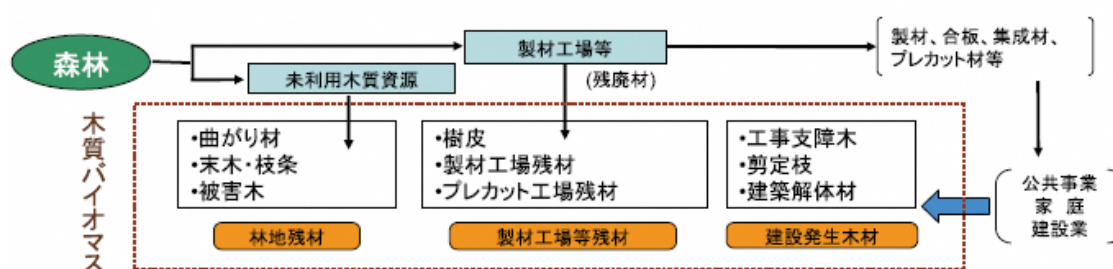 森林
製材工場等
製材、合板、集成材、
プレカット材等
未利用木質資源
(残廃材)
木質バイオマス
•曲がり材
•末木・枝条
•被害木
•樹皮
•製材工場残材
•プレカット工場残材
•工事支障木
•剪定枝
•建築解体材
公共事業
家 庭
建設業
林地残材
製材工場等残材
建設発生木材